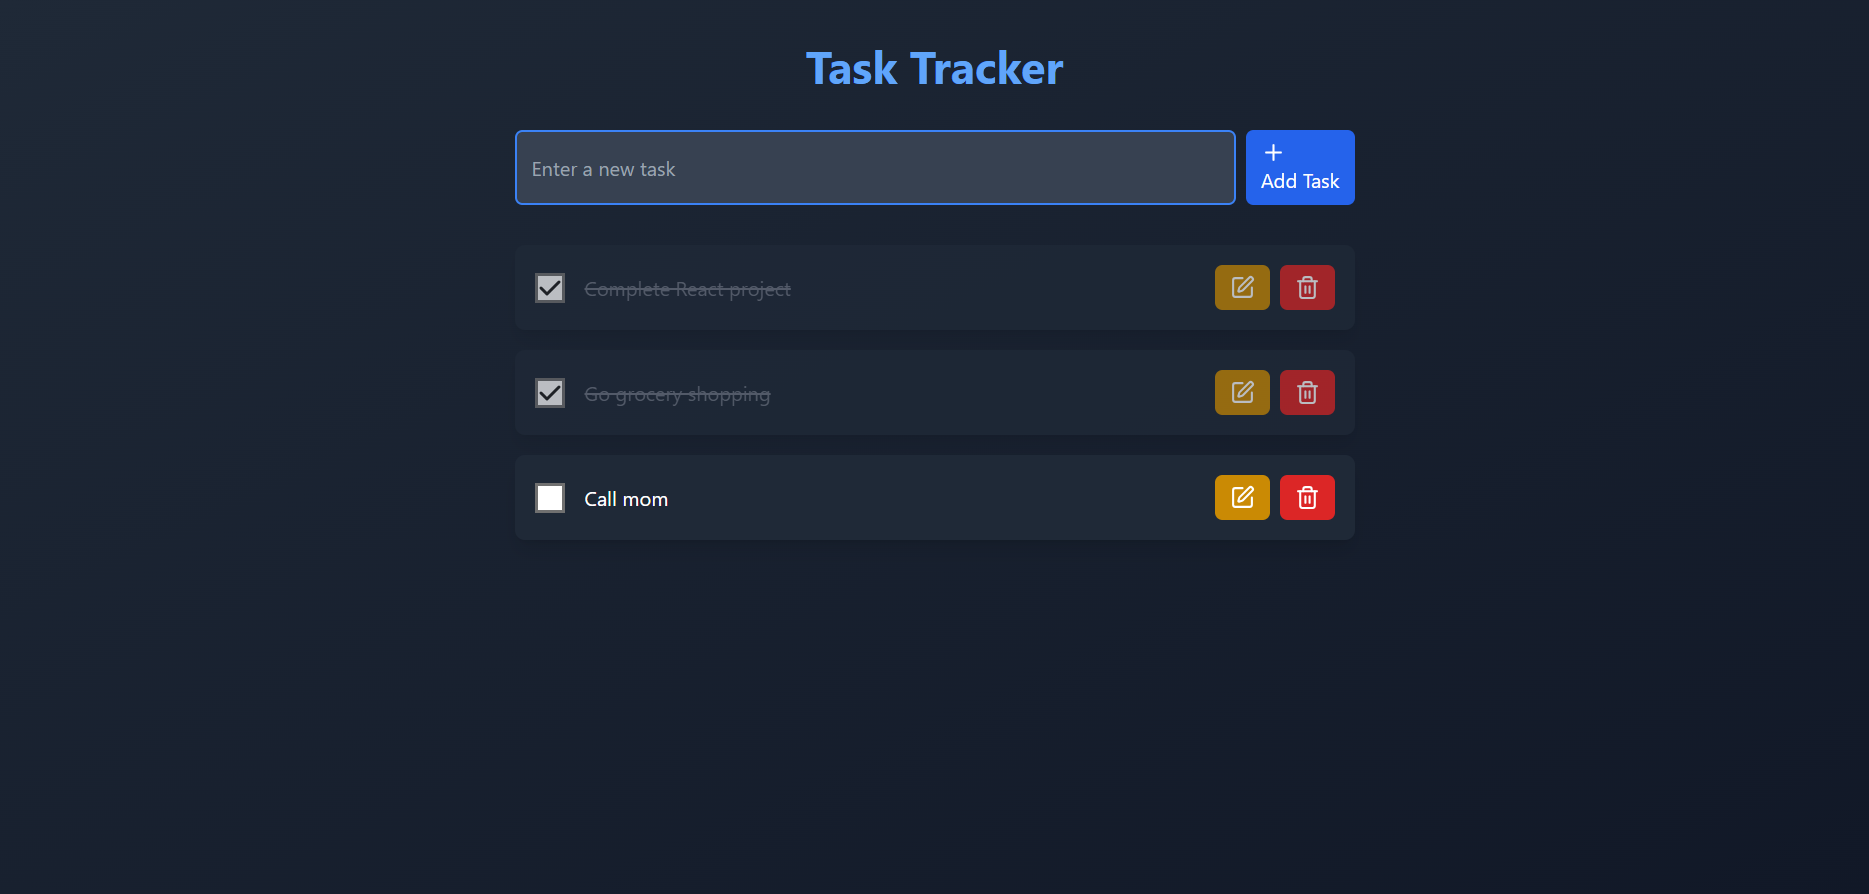 Task Tracker
Enter a new task
Add Task
Complete React project
Go grocery shopping
Call mom